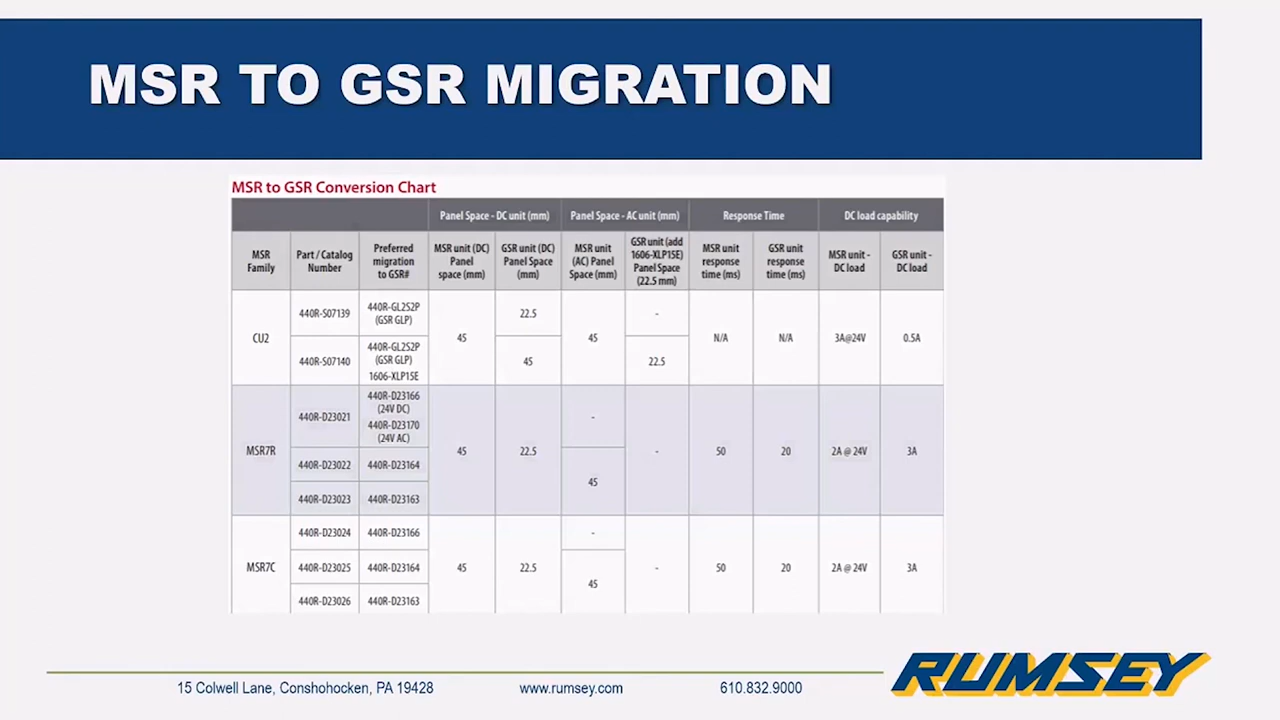 MSR TO GSR MIGRATION
MSR to GSR Conversion Chart
Panel Space - DC unit (mm) Panel Space - AC unit (mm) Response Time DC load capability
MSR Family Part / Catalog Number Preferred migration to GSR# MSR unit (DC) Panel space (mm) GSR unit (DC) Panel Space (mm) MSR unit (AC) Panel Space (mm) GSR unit (add 1606-XLP15E) Panel Space (22.5 mm) MSR unit response time (ms) GSR unit response time (ms) MSR unit - DC load GSR unit - DC load
CU2 440R-S07139 440R-GL2S2P (GSR GLP) 45 22.5 45 - N/A N/A 3A@24V 0.5A
440R-S07140 440R-GL2S2P (GSR GLP) 1606-XLP15E 45 22.5
MSR7R 440R-D23021 440R-D23166 (24V DC) 440R-D23170 (24V AC) 45 22.5 - - 50 20 2A @ 24V 3A
440R-D23022 440R-D23164 45
440R-D23023 440R-D23163
MSR7C 440R-D23024 440R-D23166 45 22.5 - - 50 20 2A @ 24V 3A
440R-D23025 440R-D23164 45
440R-D23026 440R-D23163
15 Colwell Lane, Conshohocken, PA 19428 www.rumsey.com 610.832.9000
RUMSEY